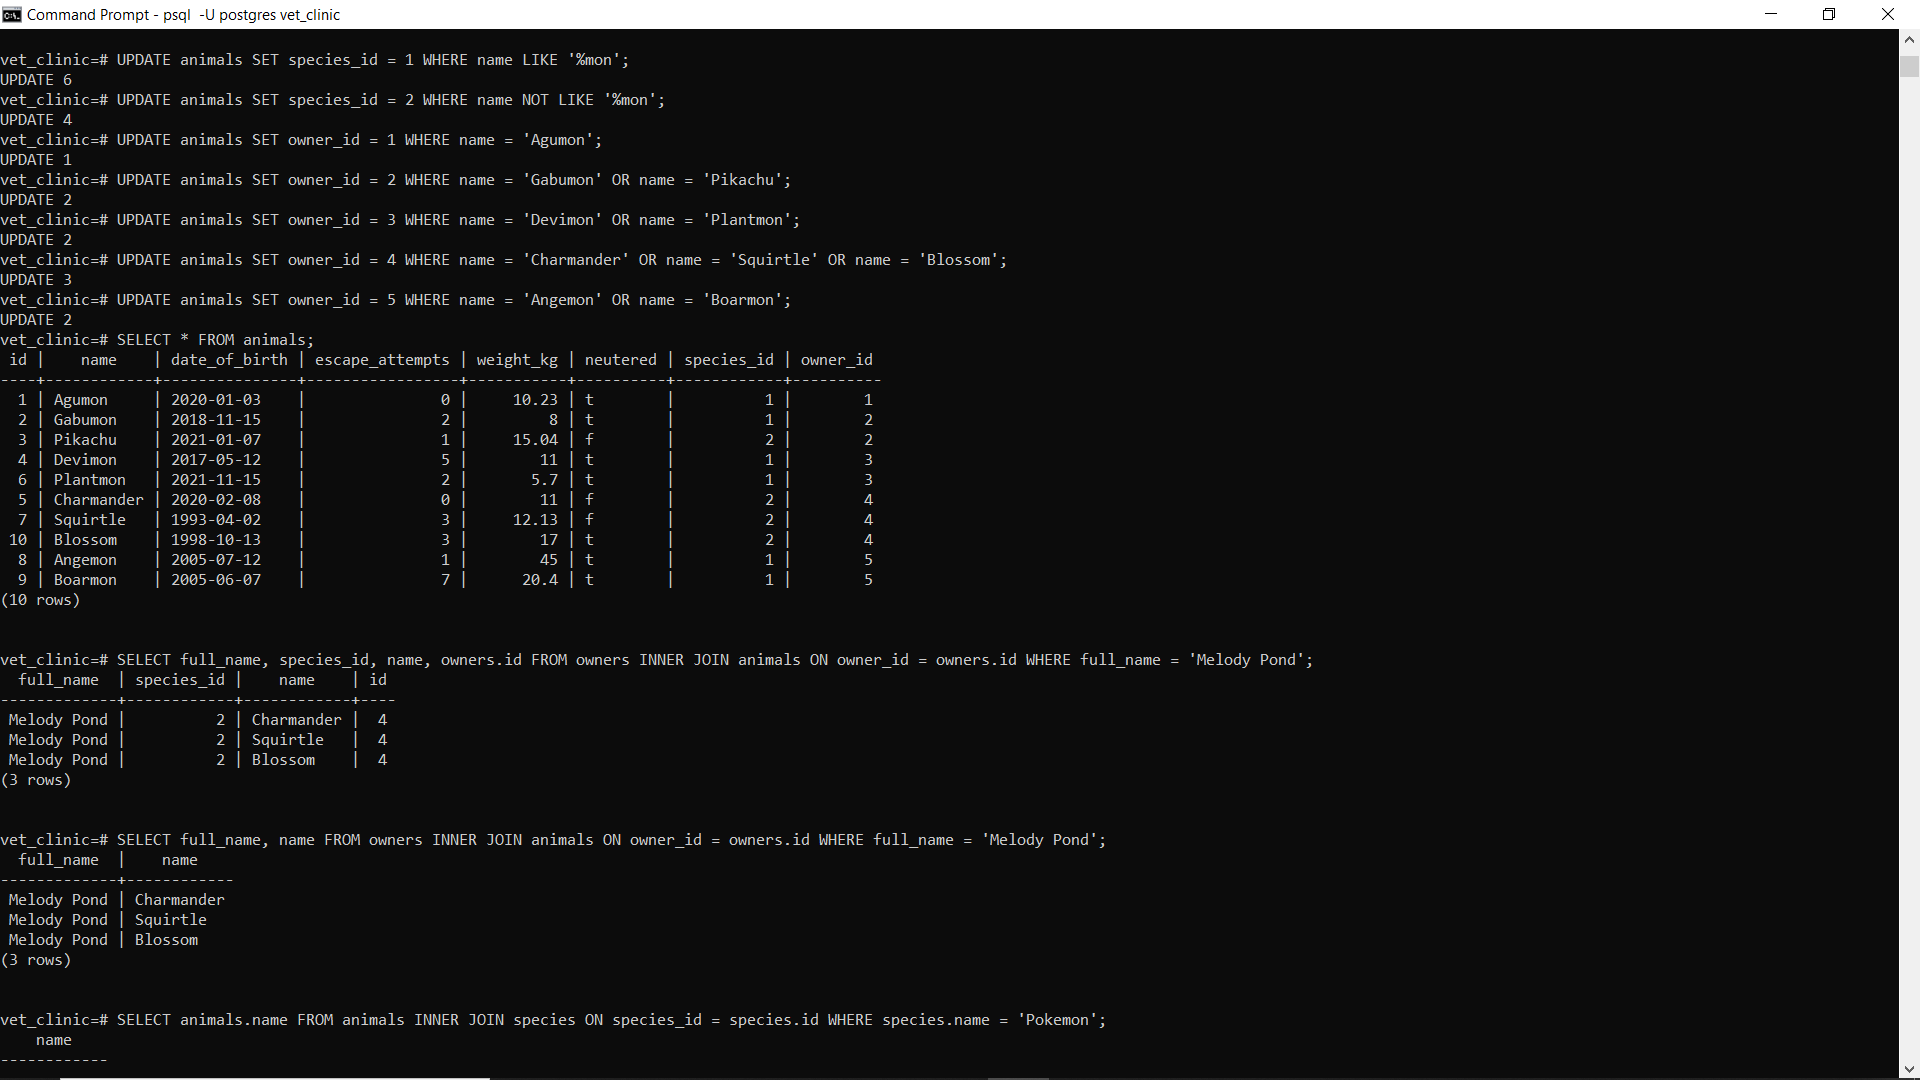 Command Prompt - psql  -U postgres vet_clinic
vet_clinic=# UPDATE animals SET species_id = 1 WHERE name LIKE '%mon';
UPDATE 6
vet_clinic=# UPDATE animals SET species_id = 2 WHERE name NOT LIKE '%mon';
UPDATE 4
vet_clinic=# UPDATE animals SET owner_id = 1 WHERE name = 'Agumon';
UPDATE 1
vet_clinic=# UPDATE animals SET owner_id = 2 WHERE name = 'Gabumon' OR name = 'Pikachu';
UPDATE 2
vet_clinic=# UPDATE animals SET owner_id = 3 WHERE name = 'Devimon' OR name = 'Plantmon';
UPDATE 2
vet_clinic=# UPDATE animals SET owner_id = 4 WHERE name = 'Charmander' OR name = 'Squirtle' OR name = 'Blossom';
UPDATE 3
vet_clinic=# UPDATE animals SET owner_id = 5 WHERE name = 'Angemon' OR name = 'Boarmon';
UPDATE 2
vet_clinic=# SELECT * FROM animals;
 id |    name    | date_of_birth | escape_attempts | weight_kg | neutered | species_id | owner_id
----+------------+---------------+-----------------+-----------+----------+------------+----------
  1 | Agumon     | 2020-01-03    |               0 |     10.23 | t        |          1 |        1
  2 | Gabumon    | 2018-11-15    |               2 |         8 | t        |          1 |        2
  3 | Pikachu    | 2021-01-07    |               1 |     15.04 | f        |          2 |        2
  4 | Devimon    | 2017-05-12    |               5 |        11 | t        |          1 |        3
  6 | Plantmon   | 2021-11-15    |               2 |       5.7 | t        |          1 |        3
  5 | Charmander | 2020-02-08    |               0 |        11 | f        |          2 |        4
  7 | Squirtle   | 1993-04-02    |               3 |     12.13 | f        |          2 |        4
 10 | Blossom    | 1998-10-13    |               3 |        17 | t        |          2 |        4
  8 | Angemon    | 2005-07-12    |               1 |        45 | t        |          1 |        5
  9 | Boarmon    | 2005-06-07    |               7 |      20.4 | t        |          1 |        5
(10 rows)
vet_clinic=# SELECT full_name, species_id, name, owners.id FROM owners INNER JOIN animals ON owner_id = owners.id WHERE full_name = 'Melody Pond';
  full_name  | species_id |    name    | id
-------------+------------+------------+----
 Melody Pond |          2 | Charmander |  4
 Melody Pond |          2 | Squirtle   |  4
 Melody Pond |          2 | Blossom    |  4
(3 rows)
vet_clinic=# SELECT full_name, name FROM owners INNER JOIN animals ON owner_id = owners.id WHERE full_name = 'Melody Pond';
  full_name  |    name
-------------+------------
 Melody Pond | Charmander
 Melody Pond | Squirtle
 Melody Pond | Blossom
(3 rows)
vet_clinic=# SELECT animals.name FROM animals INNER JOIN species ON species_id = species.id WHERE species.name = 'Pokemon';
    name
------------